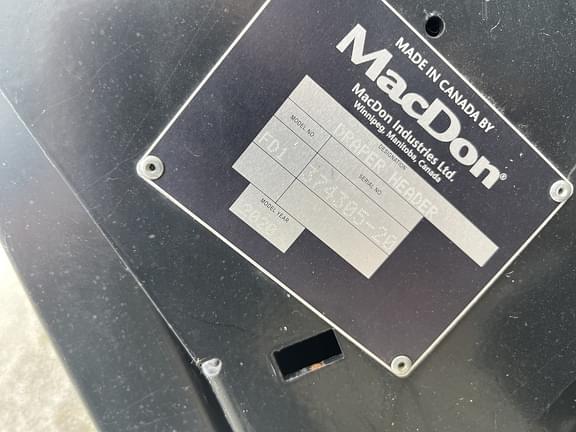 MADE IN CANADA BY
MacDon®
MacDon Industries Ltd.
Winnipeg, Manitoba, Canada
DESIGNATION
DRAPER HEADER
MODEL NO.
SERIAL NO.
374305-20
MODEL YEAR
2020